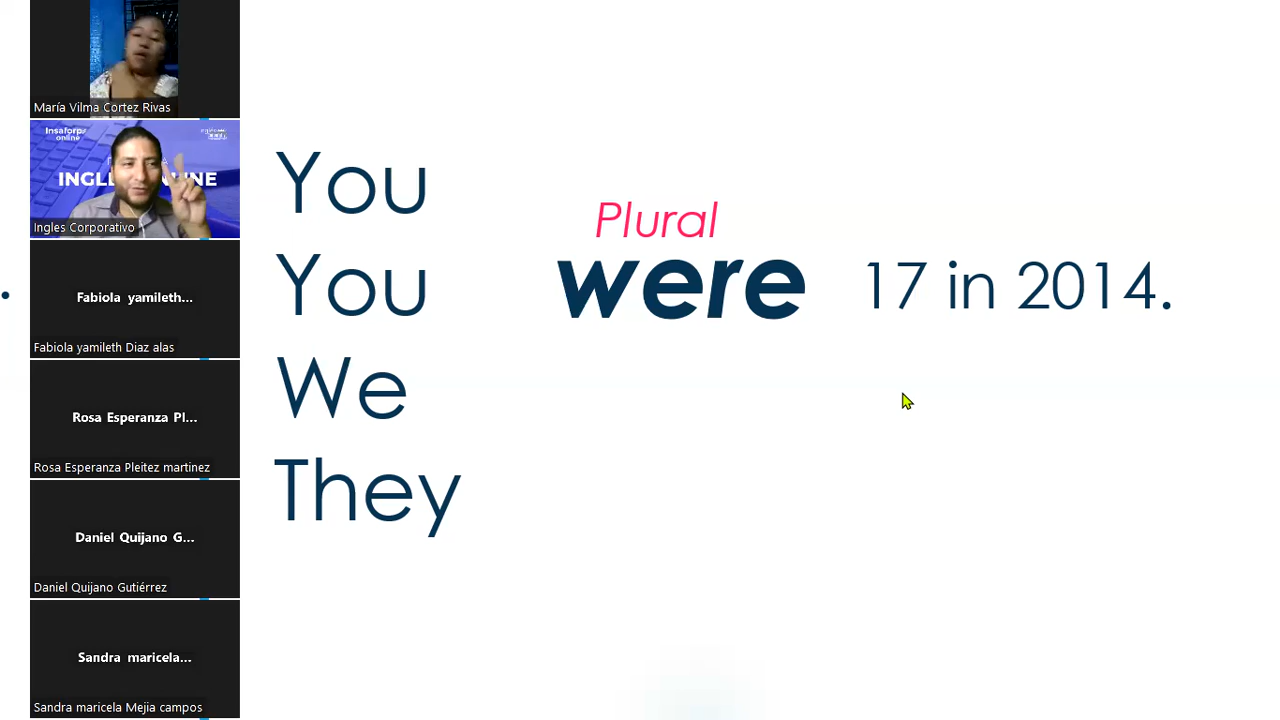 María Vilma Cortez Rivas
Insaforp
online
INGL
Ingles Corporativo
Fabiola yamileth...
Fabiola yamileth Diaz alas
Rosa Esperanza Pl...
Rosa Esperanza Pleitez martinez
Daniel Quijano G...
Daniel Quijano Gutiérrez
Sandra maricela...
Sandra maricela Mejia campos
You
You
We
They
Plural
were
17 in 2014.